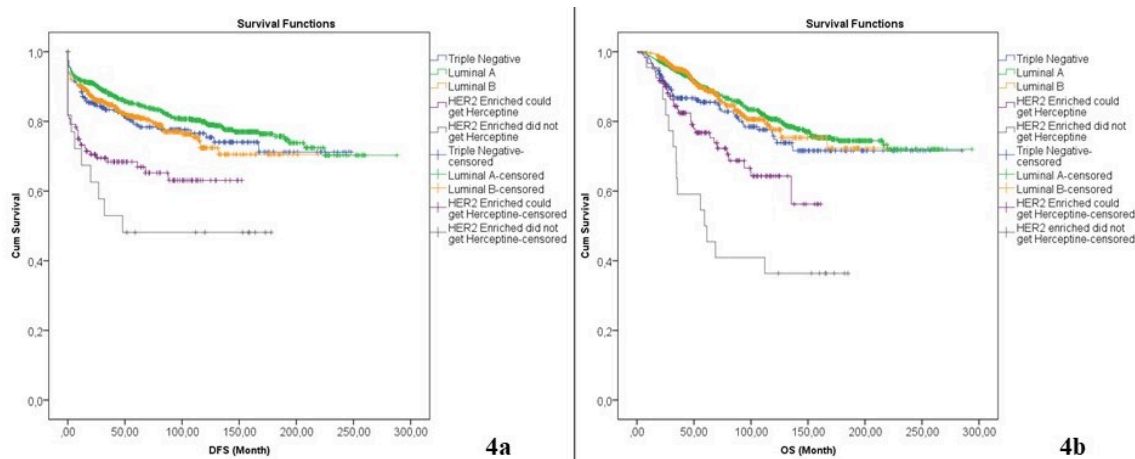 Survival Functions
1,0
0,8
0,6
0,4
0,2
0,0
Cum Survival
,00
50,00
100,00
150,00
200,00
250,00
300,00
DFS (Month)
Triple Negative
Luminal A
Luminal B
HER2 Enriched could
get Herceptine
HER2 Enriched did not
get Herceptine
Triple Negative-
censored
Luminal A-censored
Luminal B-censored
HER2 Enriched could
get Herceptine-censored
HER2 Enriched did not
get Herceptine-censored
4a
Survival Functions
1,0
0,8
0,6
0,4
0,2
0,0
Cum Survival
,00
50,00
100,00
150,00
200,00
250,00
300,00
OS (Month)
Triple Negative
Luminal A
Luminal B
HER2 Enriched could
get Herceptine
HER2 Enriched did not
get Herceptine
Triple Negative-
censored
Luminal A-censored
Luminal B-censored
HER2 Enriched could
get Herceptine-censored
HER2 enriched did not
get Herceptine-censored
4b